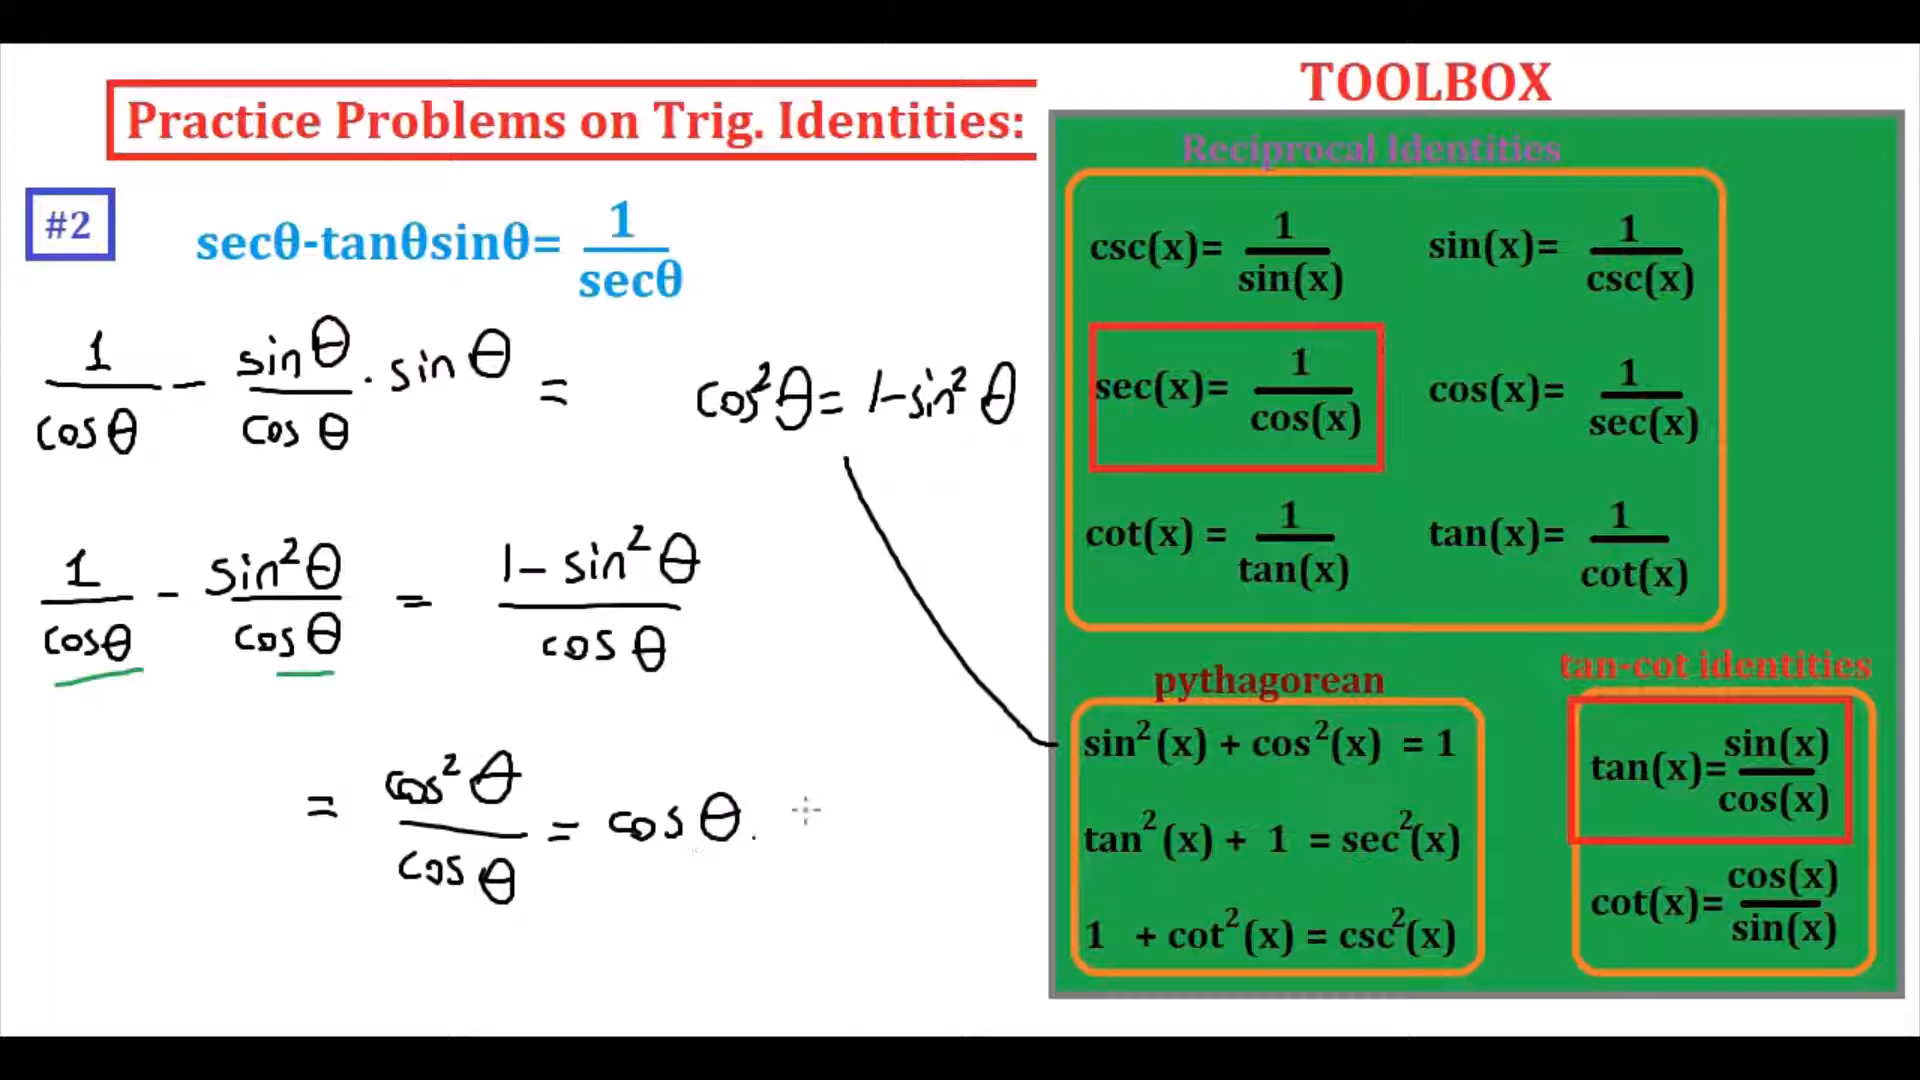 Practice Problems on Trig. Identities:
#2
secθ-tanθsinθ= 1/secθ
1/cosθ - sinθ/cosθ · sinθ =
cos²θ = 1-sin²θ
1/cosθ - sin²θ/cosθ = 1-sin²θ/cosθ
= cos²θ/cosθ = cosθ.
TOOLBOX
Reciprocal Identities
csc(x)= 1/sin(x) sin(x)= 1/csc(x)
sec(x)= 1/cos(x) cos(x)= 1/sec(x)
cot(x) = 1/tan(x) tan(x)= 1/cot(x)
pythagorean
sin²(x) + cos²(x) = 1
tan²(x) + 1 = sec²(x)
1 + cot²(x) = csc²(x)
tan-cot identities
tan(x)= sin(x)/cos(x)
cot(x)= cos(x)/sin(x)